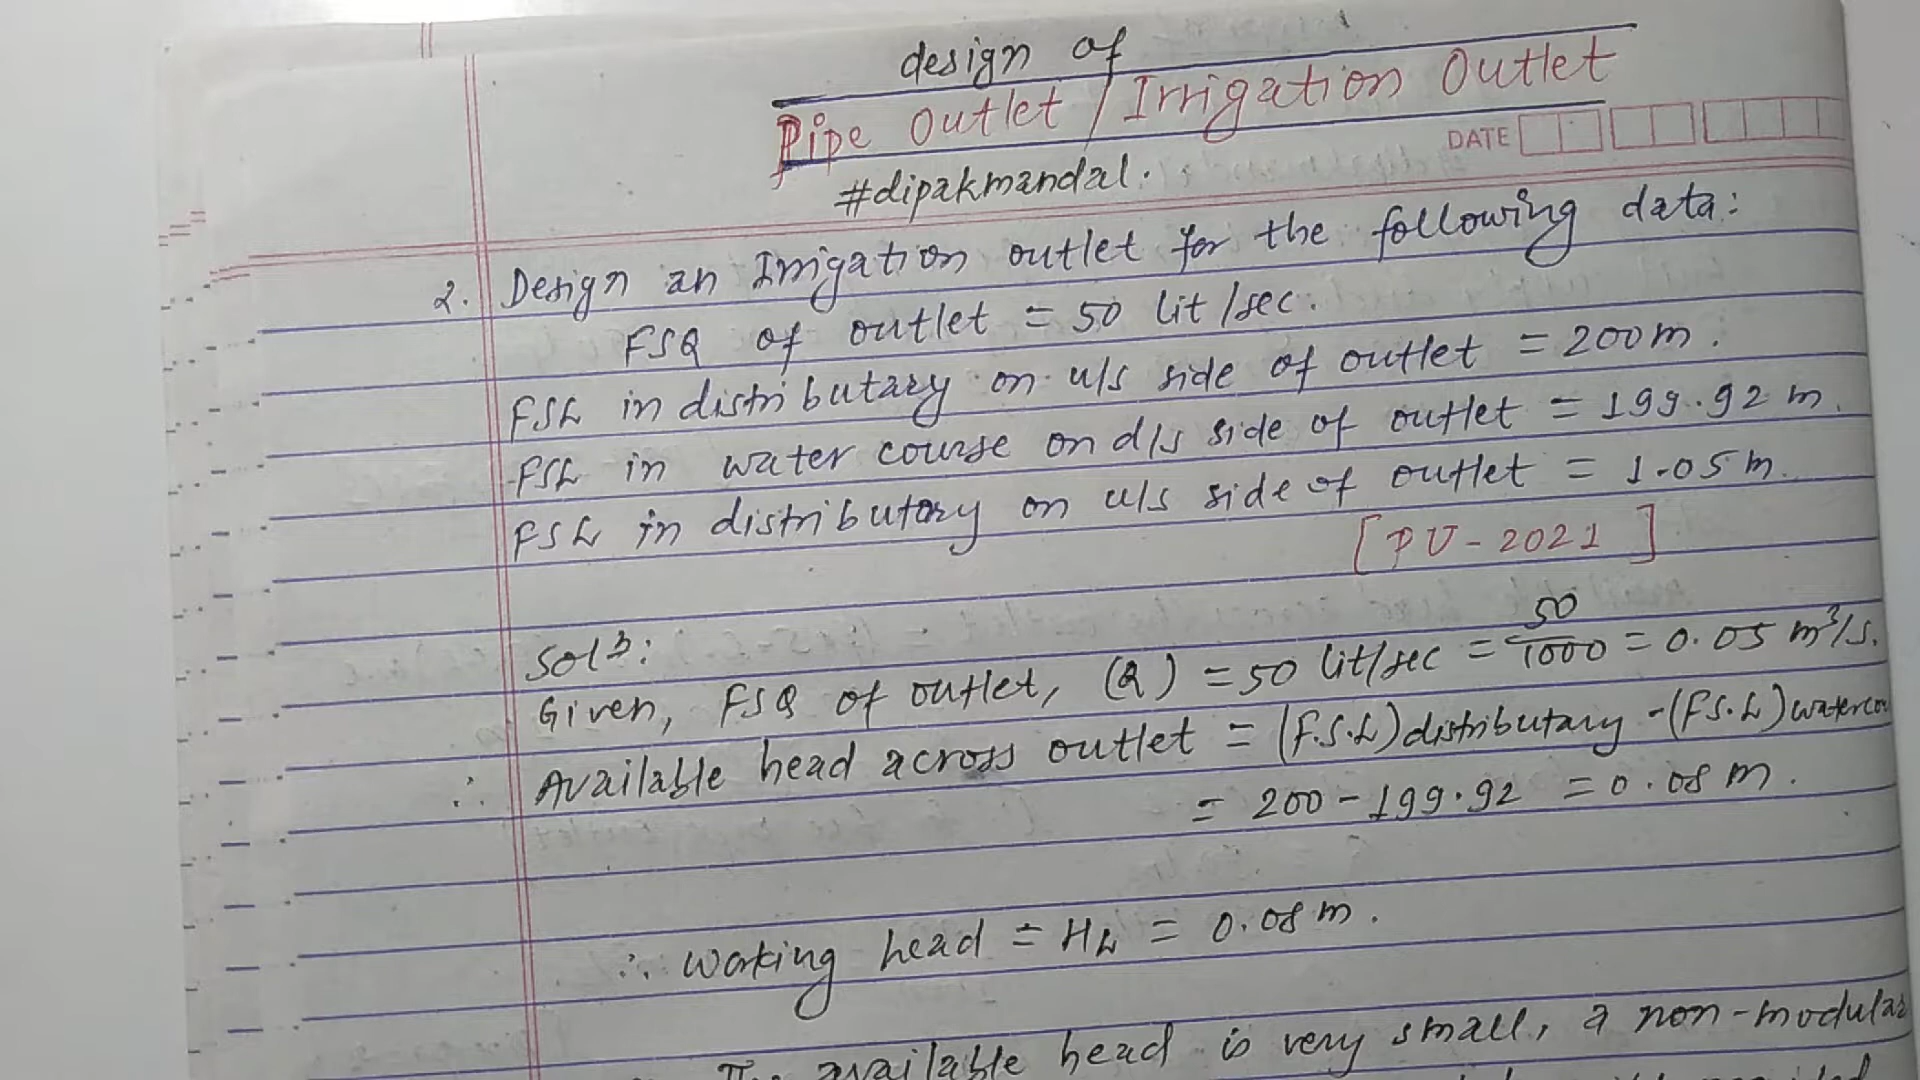 design of
Pipe Outlet / Irrigation Outlet
DATE
#dipakmandal.
2. Design an Irrigation outlet for the following data:
FSQ of outlet = 50 lit/sec.
FSL in distributary on u/s side of outlet = 200m.
FSL in water course on d/s side of outlet = 199.92 m.
FSL in distributory on u/s side of outlet = 1.05 m.
[PU-2021]
Solⁿ:
Given, FSQ of outlet, (Q) = 50 lit/sec = 50/1000 = 0.05 m³/s.
∴ Available head across outlet = (F.S.L) distributary - (F.S.L) waterco
= 200 - 199.92 = 0.08 m.
∴ Working head = HL = 0.08 m.
The available head is very small, a non-modular